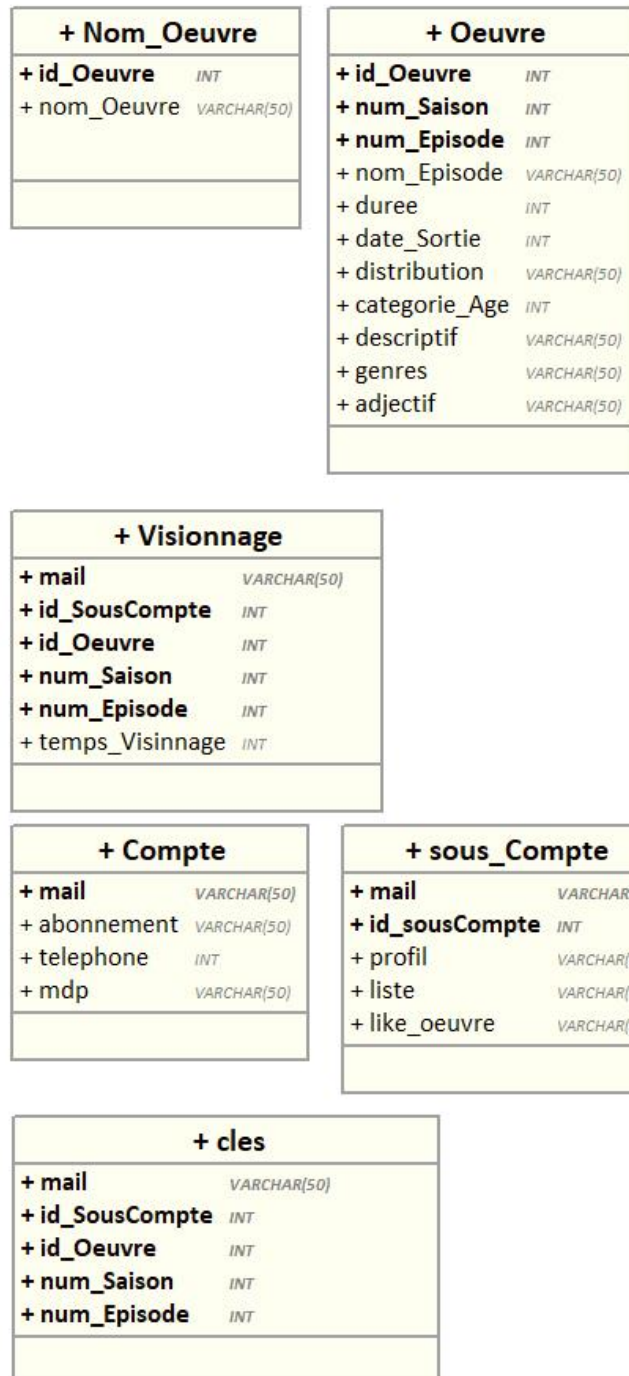 + Nom_Oeuvre
+ id_Oeuvre INT
+ nom_Oeuvre VARCHAR(50)
+ Oeuvre
+ id_Oeuvre INT
+ num_Saison INT
+ num_Episode INT
+ nom_Episode VARCHAR(50)
+ duree INT
+ date_Sortie INT
+ distribution VARCHAR(50)
+ categorie_Age INT
+ descriptif VARCHAR(50)
+ genres VARCHAR(50)
+ adjectif VARCHAR(50)
+ Visionnage
+ mail VARCHAR(50)
+ id_SousCompte INT
+ id_Oeuvre INT
+ num_Saison INT
+ num_Episode INT
+ temps_Visinnage INT
+ Compte
+ mail VARCHAR(50)
+ abonnement VARCHAR(50)
+ telephone INT
+ mdp VARCHAR(50)
+ sous_Compte
+ mail VARCHAR
+ id_sousCompte INT
+ profil VARCHAR(
+ liste VARCHAR(
+ like_oeuvre VARCHAR(
+ cles
+ mail VARCHAR(50)
+ id_SousCompte INT
+ id_Oeuvre INT
+ num_Saison INT
+ num_Episode INT